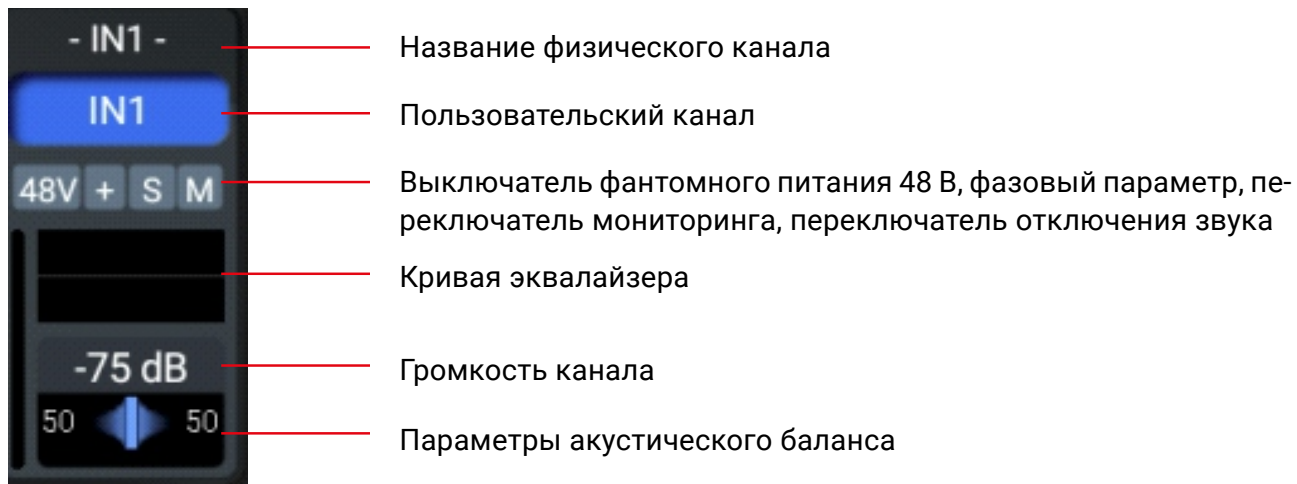 - IN1 -
Название физического канала
IN1
Пользовательский канал
48V + S M
Выключатель фантомного питания 48 В, фазовый параметр, пе-
реключатель мониторинга, переключатель отключения звука
Кривая эквалайзера
-75 dB
Громкость канала
50 50
Параметры акустического баланса